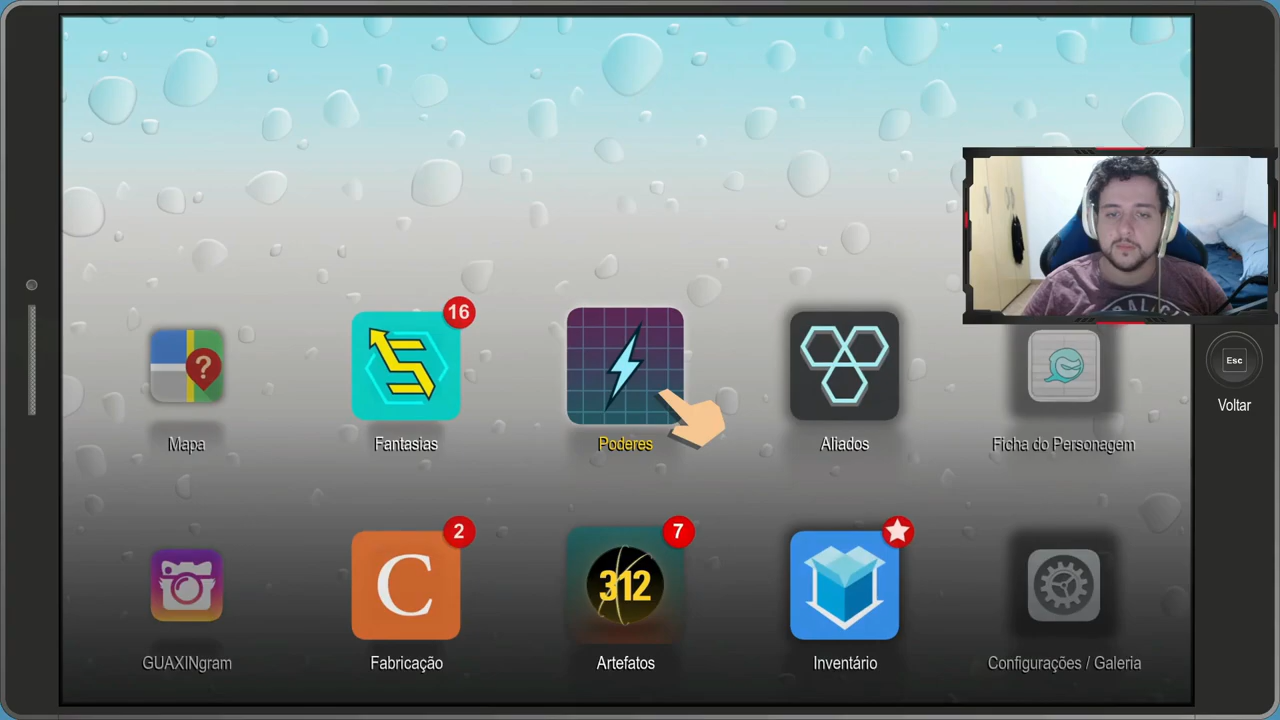 16
?
Mapa
Fantasias
Poderes
Aliados
Ficha do Personagem
Esc
Voltar
2
7
C
312
GUAXINgram
Fabricação
Artefatos
Inventário
Configurações / Galeria